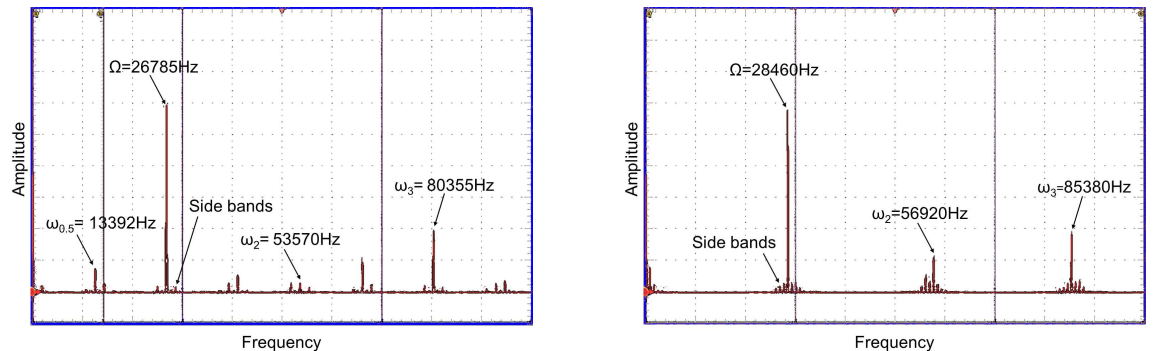 Ω=26785Hz
Side bands
ω0.5= 13392Hz
ω2= 53570Hz
ω3= 80355Hz
Amplitude
Frequency
Ω=28460Hz
Side bands
ω2=56920Hz
ω3=85380Hz
Amplitude
Frequency